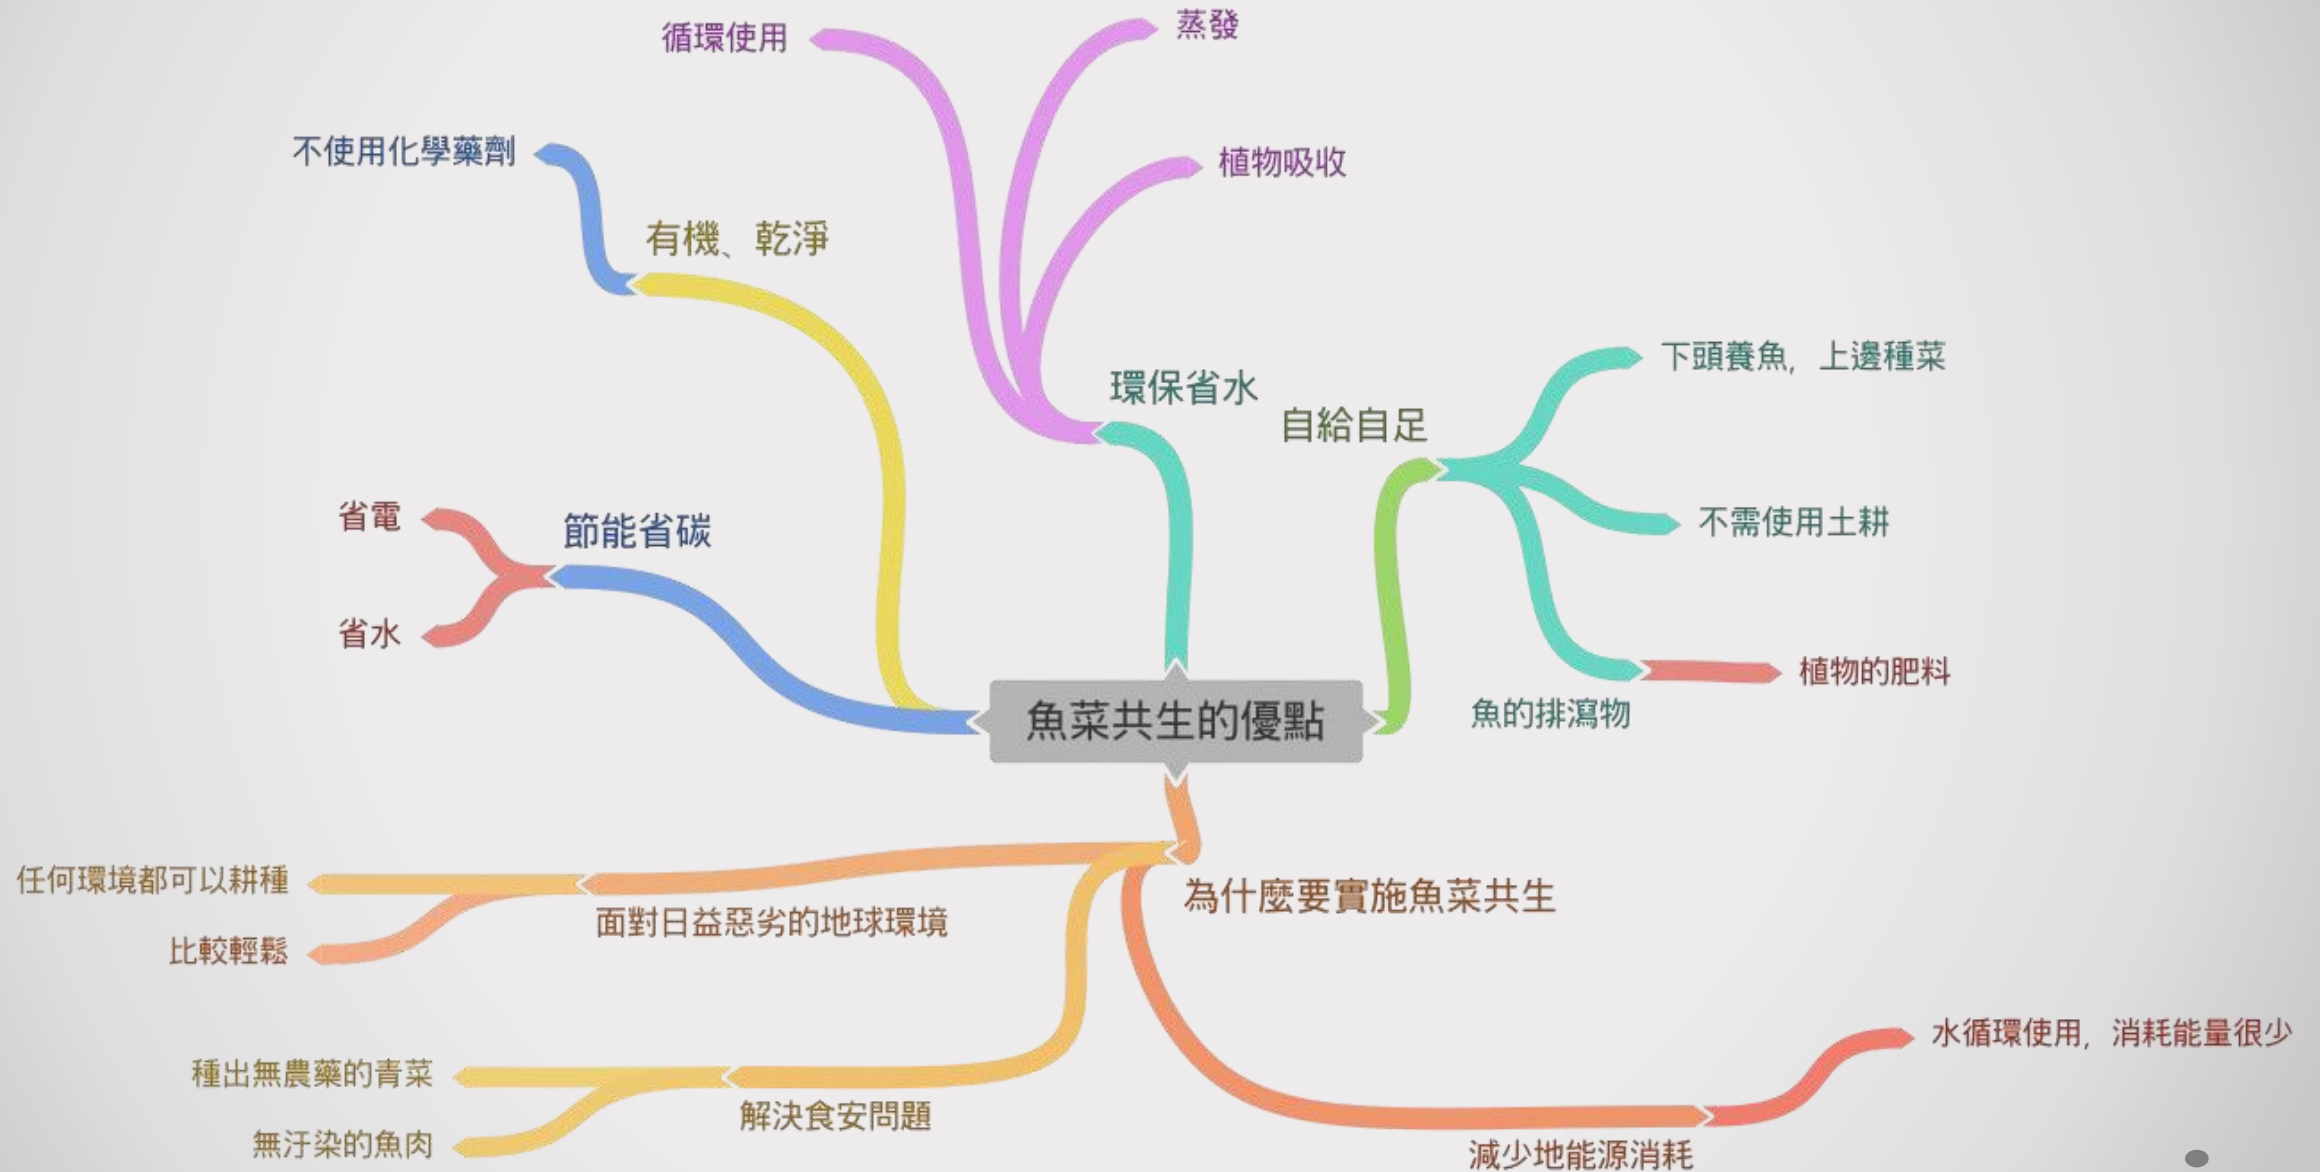 循環使用
蒸發
植物吸收
不使用化學藥劑
有機、乾淨
環保省水
自給自足
下頭養魚，上邊種菜
不需使用土耕
魚的排瀉物
植物的肥料
省電
省水
節能省碳
魚菜共生的優點
為什麼要實施魚菜共生
任何環境都可以耕種
比較輕鬆
面對日益惡劣的地球環境
種出無農藥的青菜
無汙染的魚肉
解決食安問題
水循環使用，消耗能量很少
減少地能源消耗